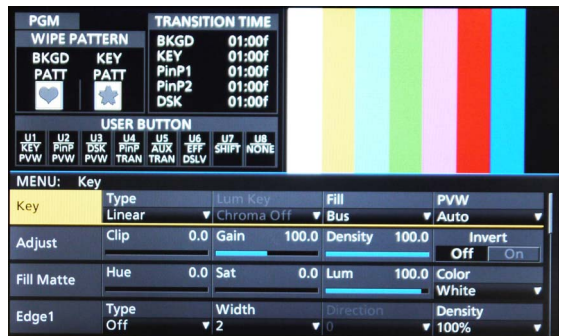 PGM
WIPE PATTERN
BKGD KEY
PATT PATT
TRANSITION TIME
BKGD 01:00f
KEY 01:00f
PinP1 01:00f
PinP2 01:00f
DSK 01:00f
USER BUTTON
U1 U2 U3 U4 U5 U6 U7 U8
KEY PinP DSK PinP AUX EFF SHIFT NONE
PVW PVW PVW TRAN TRAN DSLV
MENU: Key
Key
Type Lum Key Fill PVW
Linear Chroma Off Bus Auto
Adjust
Clip 0.0 Gain 100.0 Density 100.0 Invert
Off On
Fill Matte
Hue 0.0 Sat 0.0 Lum 100.0 Color
White
Edge1
Type Width Direction Density
Off 2 0 100%